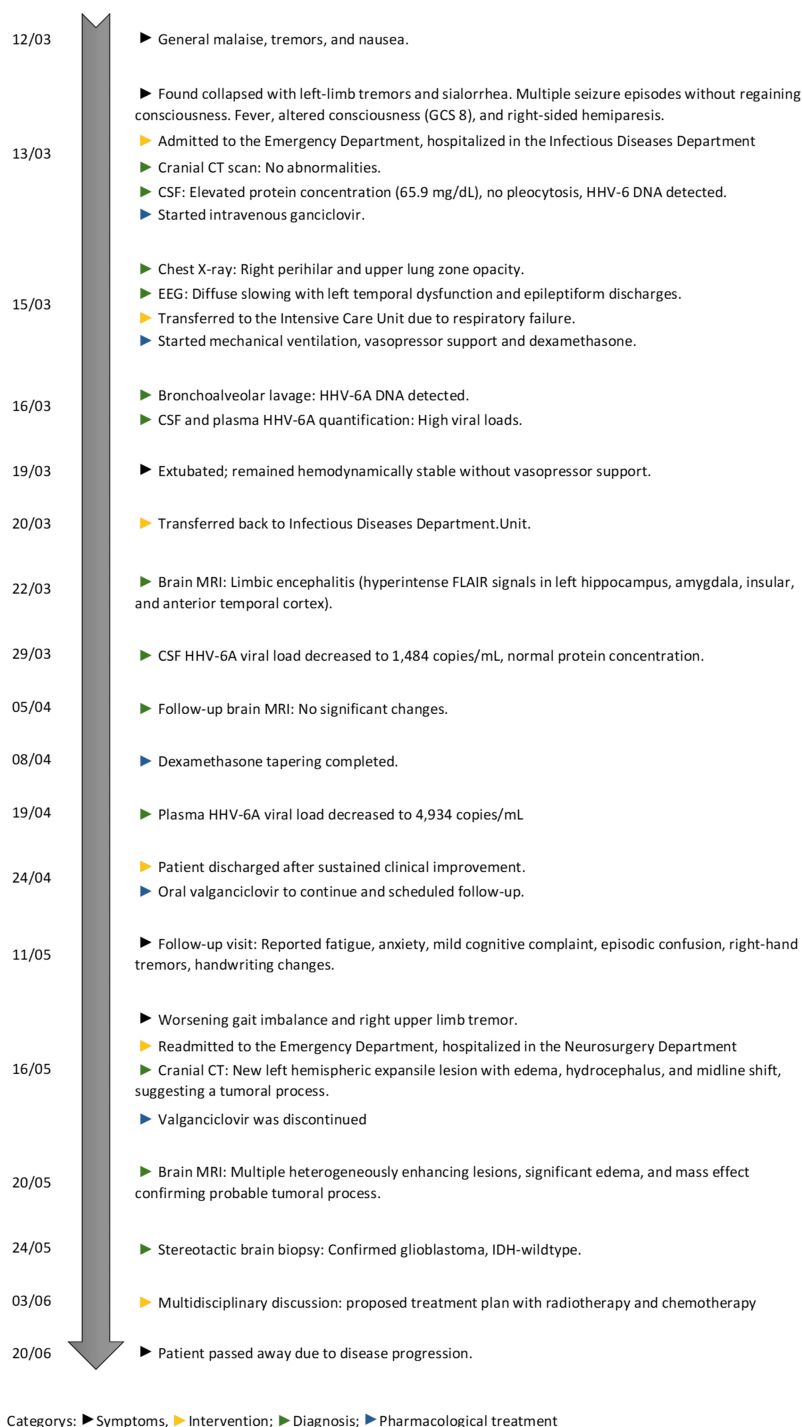 12/03
▶ General malaise, tremors, and nausea.
13/03
▶ Found collapsed with left-limb tremors and sialorrhea. Multiple seizure episodes without regaining
consciousness. Fever, altered consciousness (GCS 8), and right-sided hemiparesis.
▶ Admitted to the Emergency Department, hospitalized in the Infectious Diseases Department
▶ Cranial CT scan: No abnormalities.
▶ CSF: Elevated protein concentration (65.9 mg/dL), no pleocytosis, HHV-6 DNA detected.
▶ Started intravenous ganciclovir.
15/03
▶ Chest X-ray: Right perihilar and upper lung zone opacity.
▶ EEG: Diffuse slowing with left temporal dysfunction and epileptiform discharges.
▶ Transferred to the Intensive Care Unit due to respiratory failure.
▶ Started mechanical ventilation, vasopressor support and dexamethasone.
16/03
▶ Bronchoalveolar lavage: HHV-6A DNA detected.
▶ CSF and plasma HHV-6A quantification: High viral loads.
19/03
▶ Extubated; remained hemodynamically stable without vasopressor support.
20/03
▶ Transferred back to Infectious Diseases Department.Unit.
22/03
▶ Brain MRI: Limbic encephalitis (hyperintense FLAIR signals in left hippocampus, amygdala, insular,
and anterior temporal cortex).
29/03
▶ CSF HHV-6A viral load decreased to 1,484 copies/mL, normal protein concentration.
05/04
▶ Follow-up brain MRI: No significant changes.
08/04
▶ Dexamethasone tapering completed.
19/04
▶ Plasma HHV-6A viral load decreased to 4,934 copies/mL
24/04
▶ Patient discharged after sustained clinical improvement.
▶ Oral valganciclovir to continue and scheduled follow-up.
11/05
▶ Follow-up visit: Reported fatigue, anxiety, mild cognitive complaint, episodic confusion, right-hand
tremors, handwriting changes.
16/05
▶ Worsening gait imbalance and right upper limb tremor.
▶ Readmitted to the Emergency Department, hospitalized in the Neurosurgery Department
▶ Cranial CT: New left hemispheric expansile lesion with edema, hydrocephalus, and midline shift,
suggesting a tumoral process.
▶ Valganciclovir was discontinued
20/05
▶ Brain MRI: Multiple heterogeneously enhancing lesions, significant edema, and mass effect
confirming probable tumoral process.
24/05
▶ Stereotactic brain biopsy: Confirmed glioblastoma, IDH-wildtype.
03/06
▶ Multidisciplinary discussion: proposed treatment plan with radiotherapy and chemotherapy
20/06
▶ Patient passed away due to disease progression.
Categorys: ▶Symptoms, ▶Intervention; ▶Diagnosis; ▶Pharmacological treatment